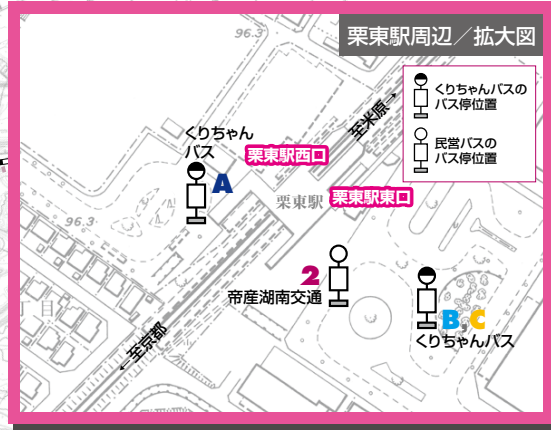 栗東駅周辺／拡大図
96.3
くりちゃんバスの
バス停位置
民営バスの
バス停位置
至米原→
くりちゃん
バス
栗東駅西口
A
栗東駅
栗東駅東口
96.3
2
帝産湖南交通
B,C
くりちゃんバス
丁目
←至京都